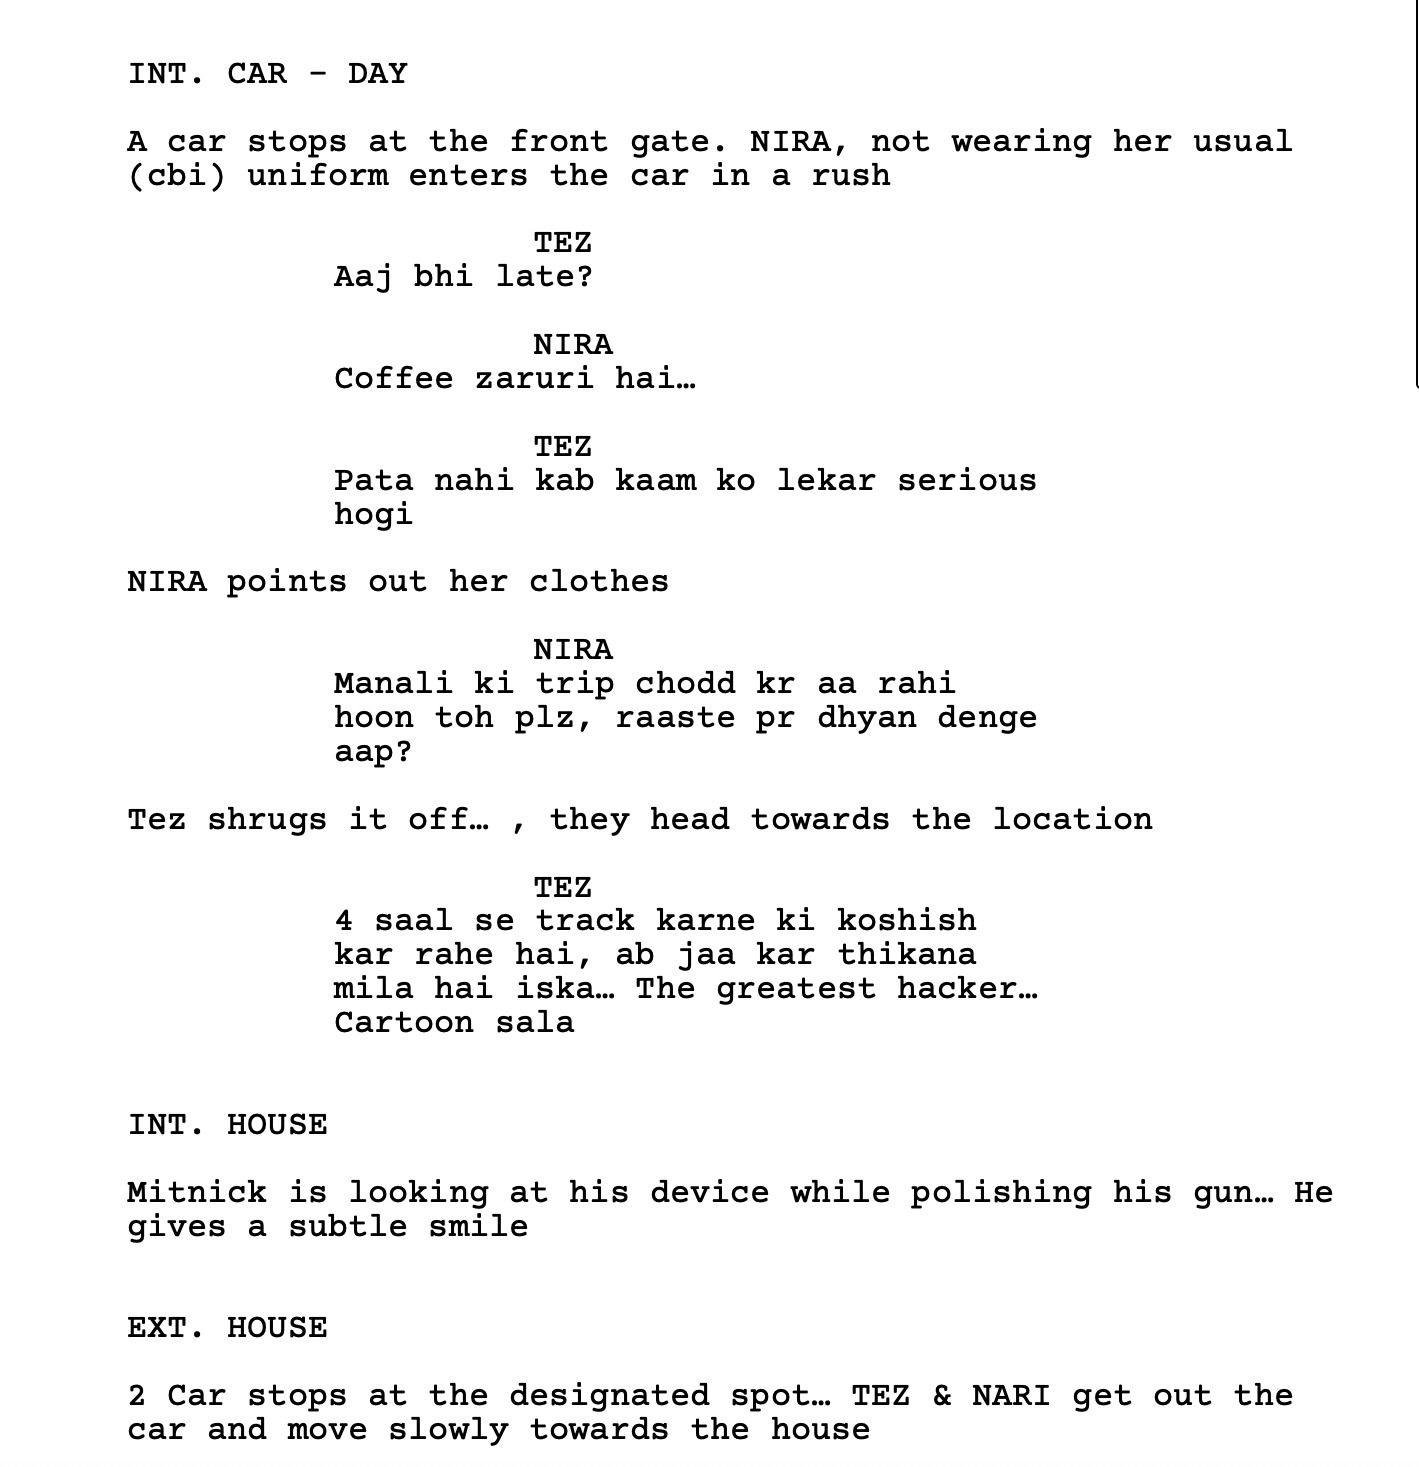 INT. CAR - DAY
A car stops at the front gate. NIRA, not wearing her usual
(cbi) uniform enters the car in a rush
TEZ
Aaj bhi late?
NIRA
Coffee zaruri hai…
TEZ
Pata nahi kab kaam ko lekar serious
hogi
NIRA points out her clothes
NIRA
Manali ki trip chodd kr aa rahi
hoon toh plz, raaste pr dhyan denge
aap?
Tez shrugs it off… , they head towards the location
TEZ
4 saal se track karne ki koshish
kar rahe hai, ab jaa kar thikana
mila hai iska… The greatest hacker…
Cartoon sala
INT. HOUSE
Mitnick is looking at his device while polishing his gun… He
gives a subtle smile
EXT. HOUSE
2 Car stops at the designated spot… TEZ & NARI get out the
car and move slowly towards the house